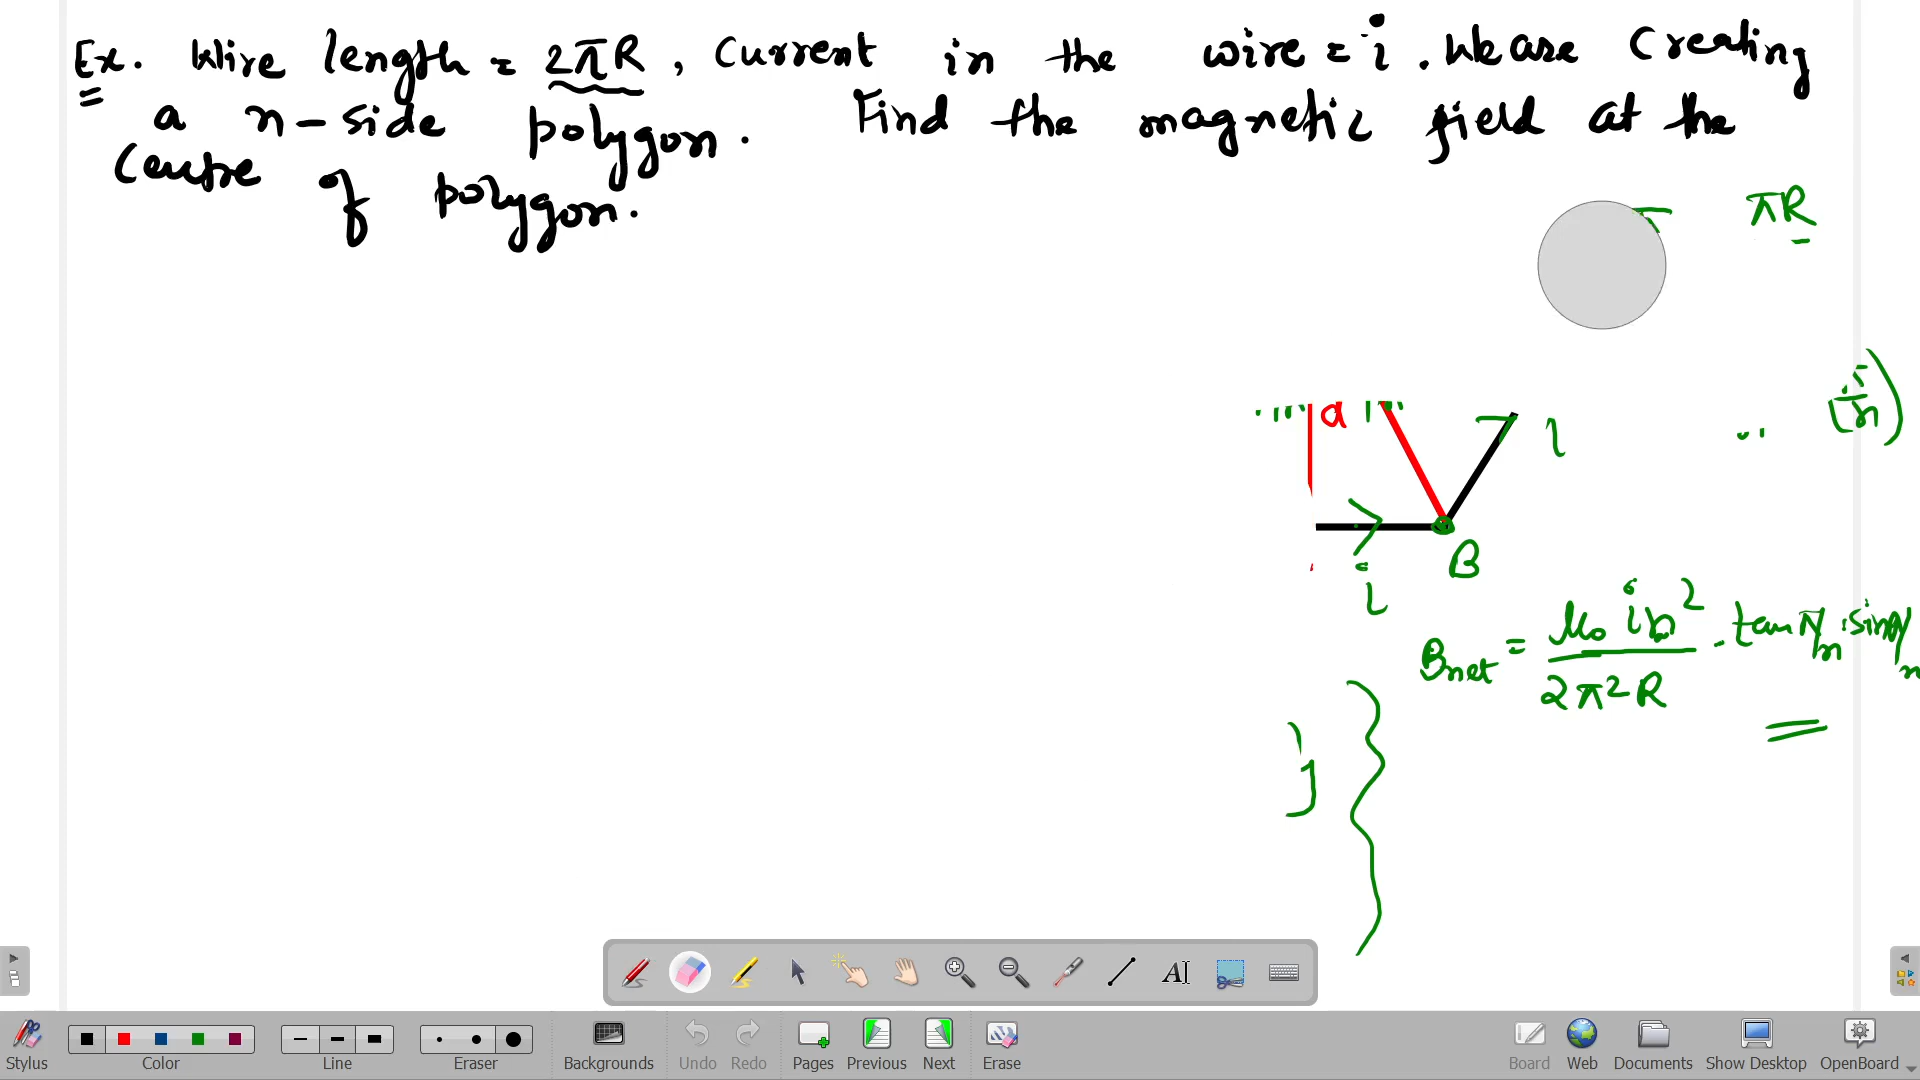 Ex. Wire length = 2πR, Current in the wire = i. We are Creating
a n-side polygon. Find the magnetic field at the
Centre of polygon.
πR
a
i
π/n)
B
i
Bnet = μ₀ i n² / 2π²R . tan π/n . sin π/n
Stylus
Color
Line
Eraser
Backgrounds
Undo
Redo
Pages
Previous
Next
Erase
Board
Web
Documents
Show Desktop
OpenBoard